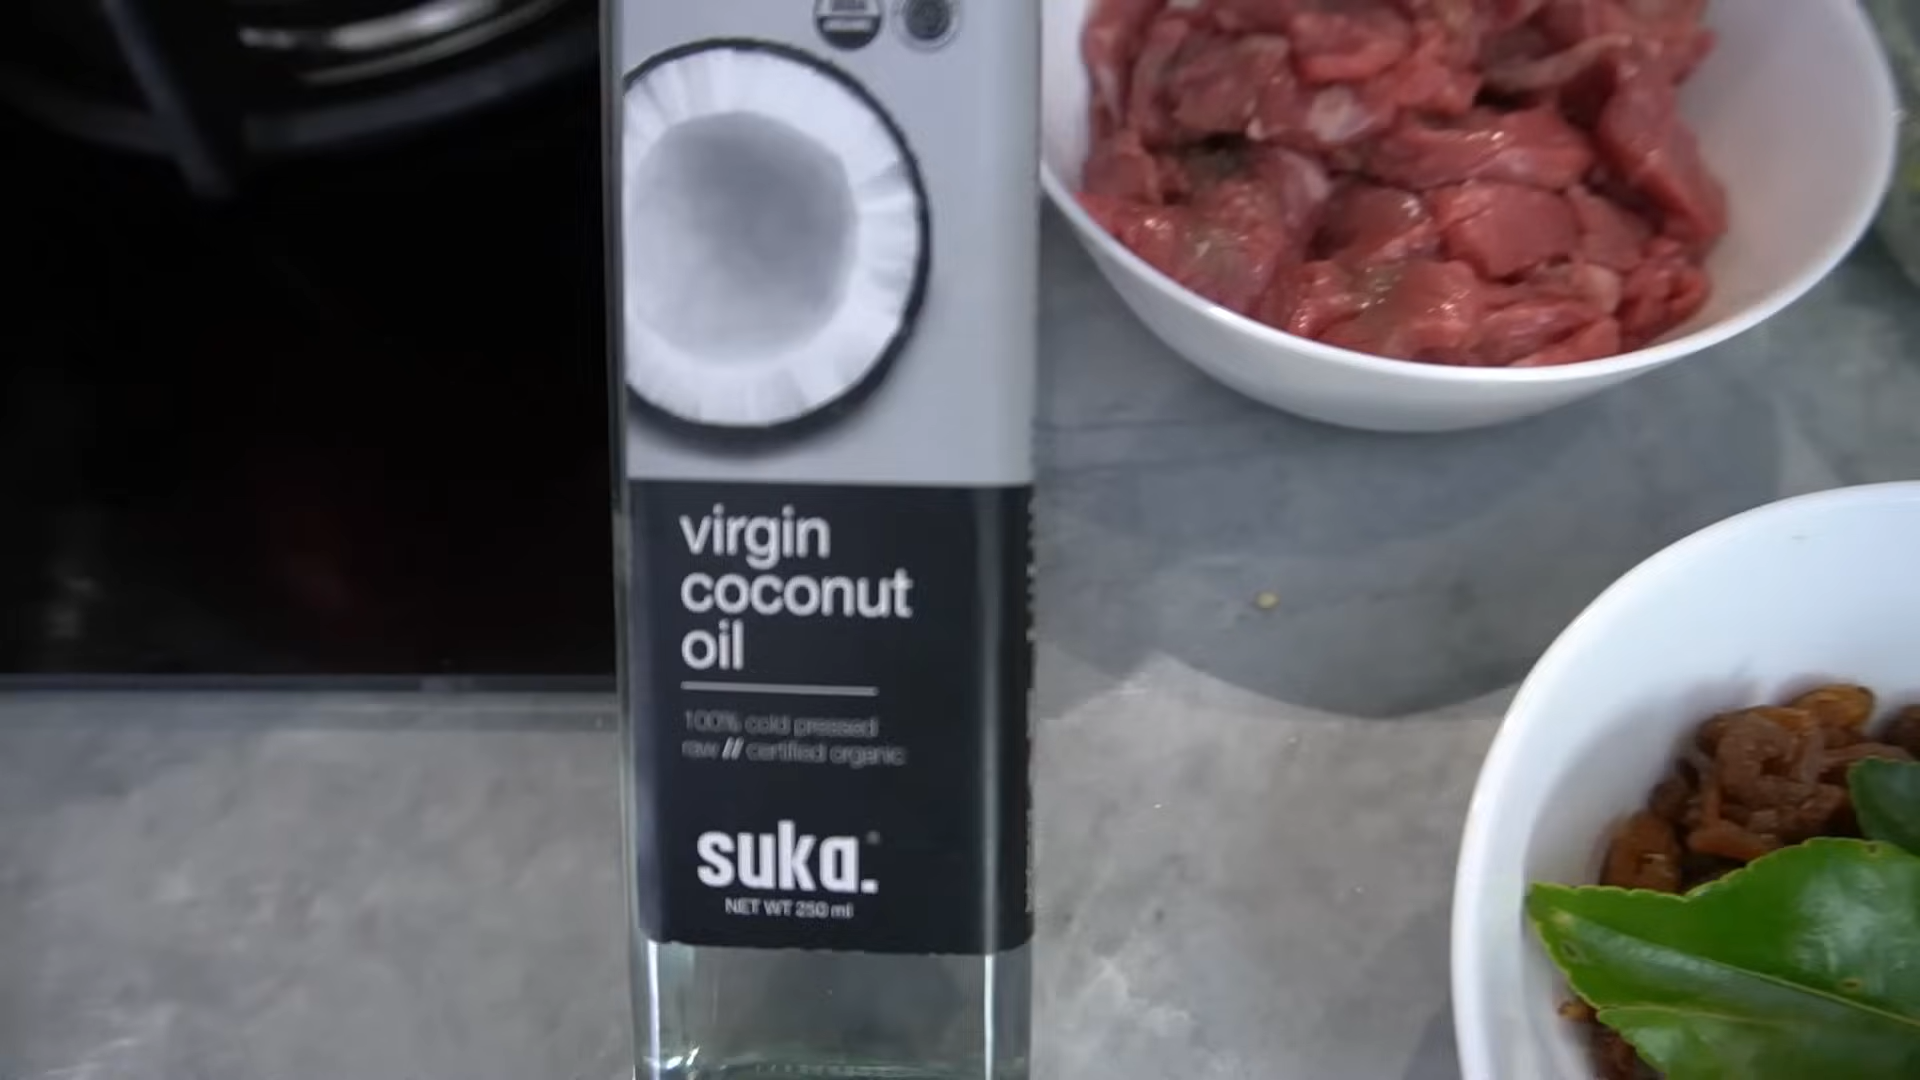 virgin
coconut
oil
100% cold pressed
raw // certified organic
suka.
NET WT 250 ml